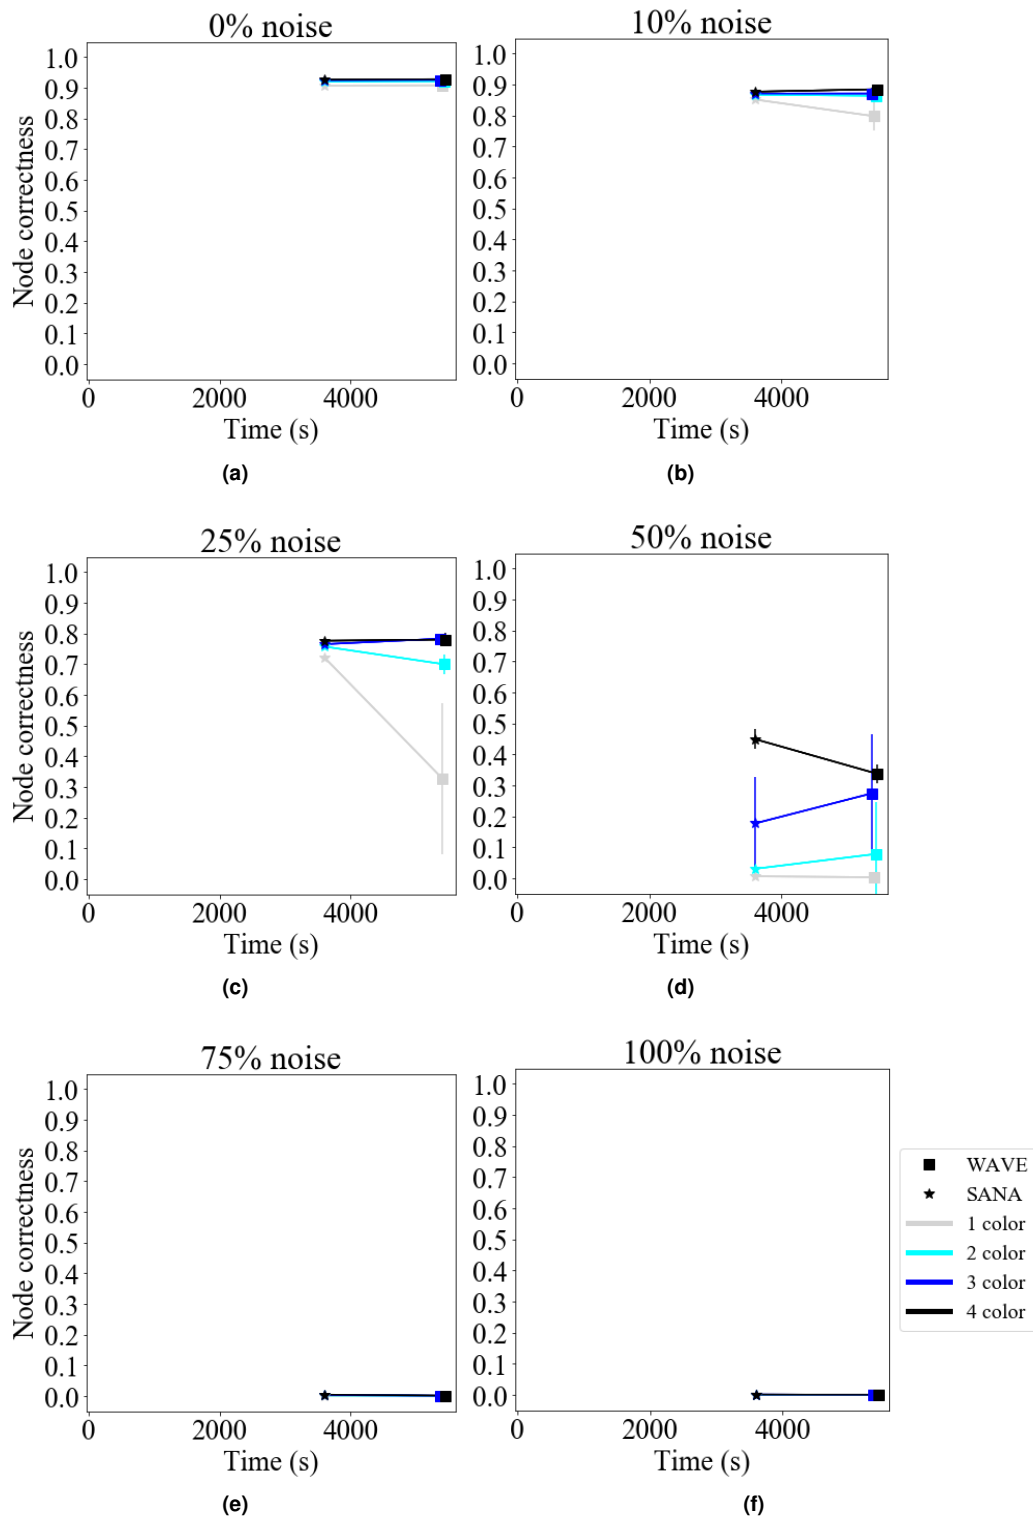 0% noise
1.0
0.9
0.8
0.7
0.6
0.5
0.4
0.3
0.2
0.1
0.0
Node correctness
0 2000 4000
Time (s)
(a)
10% noise
1.0
0.9
0.8
0.7
0.6
0.5
0.4
0.3
0.2
0.1
0.0
0 2000 4000
Time (s)
(b)
25% noise
1.0
0.9
0.8
0.7
0.6
0.5
0.4
0.3
0.2
0.1
0.0
Node correctness
0 2000 4000
Time (s)
(c)
50% noise
1.0
0.9
0.8
0.7
0.6
0.5
0.4
0.3
0.2
0.1
0.0
0 2000 4000
Time (s)
(d)
75% noise
1.0
0.9
0.8
0.7
0.6
0.5
0.4
0.3
0.2
0.1
0.0
Node correctness
0 2000 4000
Time (s)
(e)
100% noise
1.0
0.9
0.8
0.7
0.6
0.5
0.4
0.3
0.2
0.1
0.0
0 2000 4000
Time (s)
(f)
WAVE
SANA
1 color
2 color
3 color
4 color